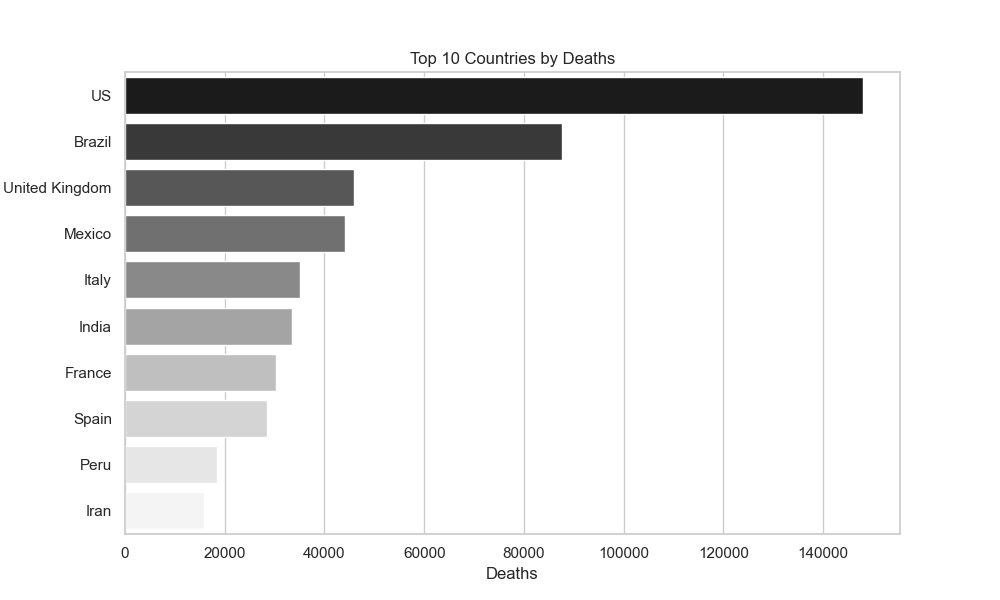 Top 10 Countries by Deaths
US
Brazil
United Kingdom
Mexico
Italy
India
France
Spain
Peru
Iran
0 20000 40000 60000 80000 100000 120000 140000
Deaths